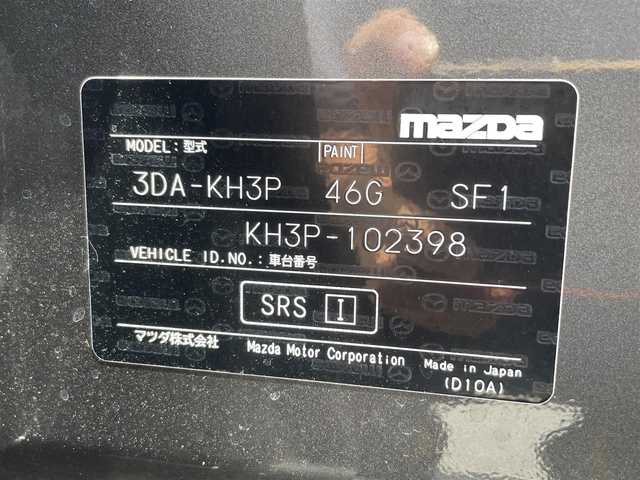 mazda
MODEL：型式 PAINT
3DA-KH3P 46G SF1
KH3P-102398
VEHICLE ID.NO.：車台番号
SRS I
マツダ株式会社 Mazda Motor Corporation Made in Japan
(D10A)